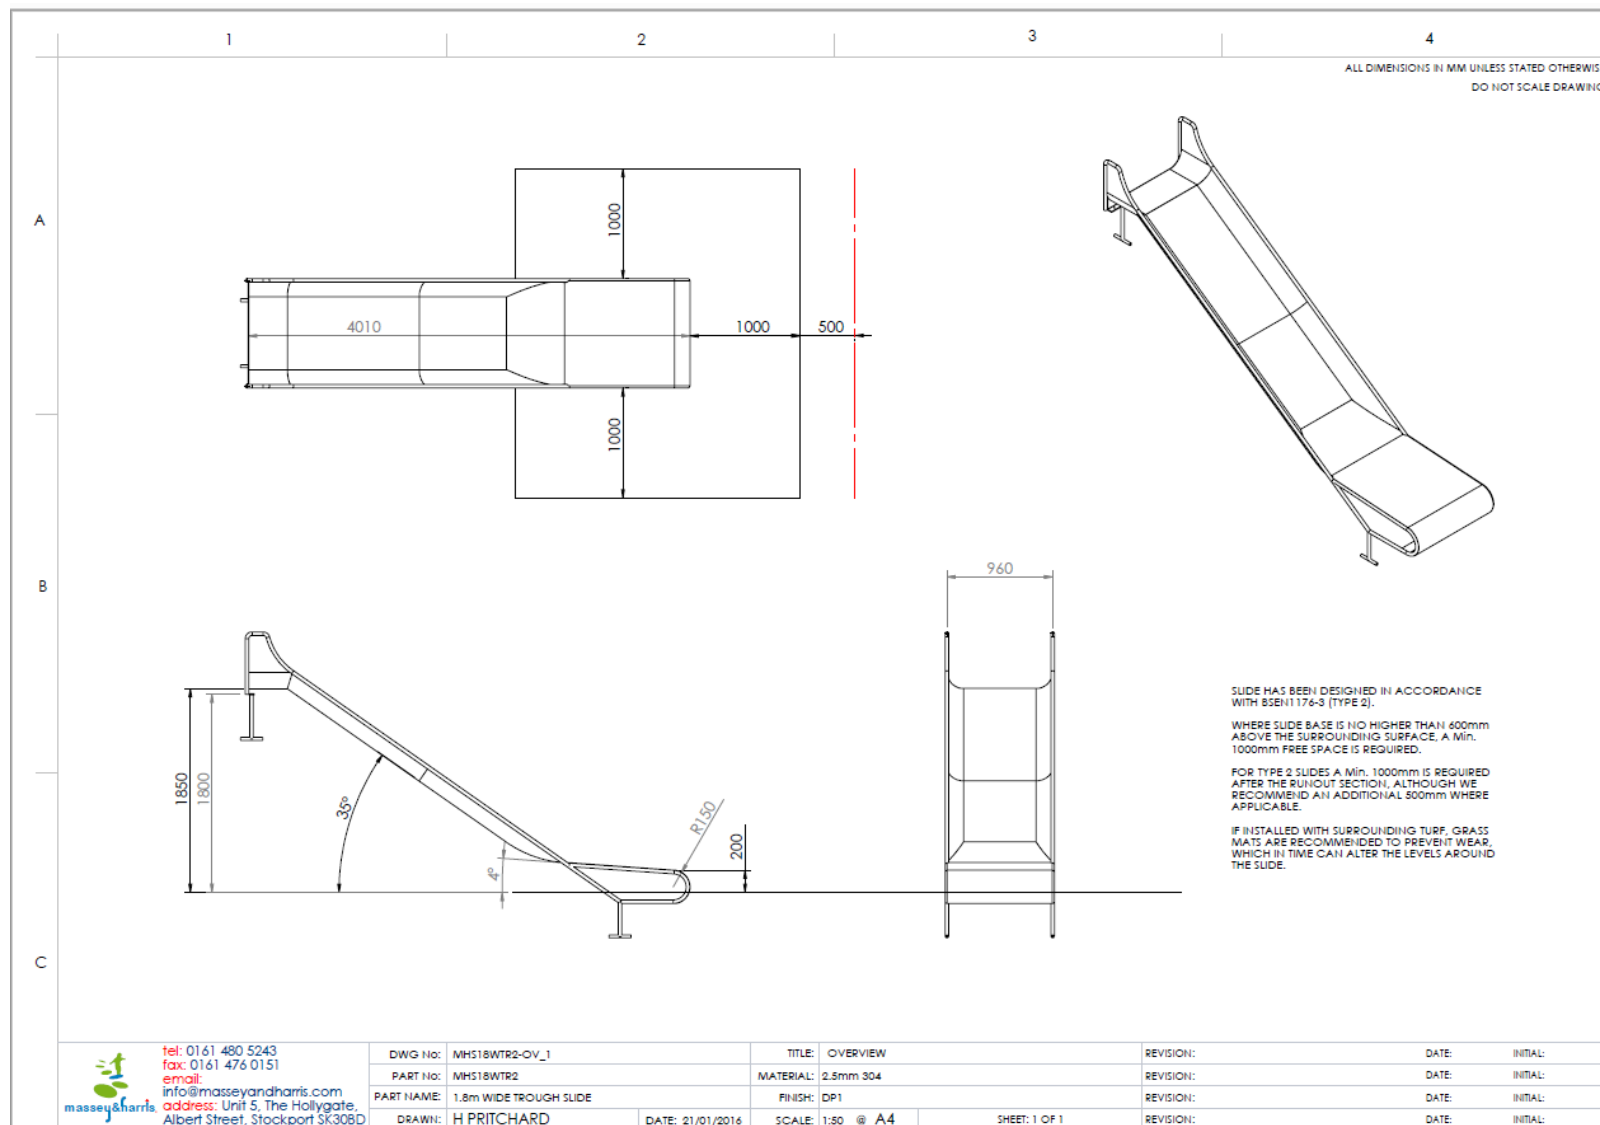 1 2 3 4
ALL DIMENSIONS IN MM UNLESS STATED OTHERWIS
DO NOT SCALE DRAWING
A
1000
4010
1000
500
1000
B
960
SLIDE HAS BEEN DESIGNED IN ACCORDANCE
WITH BSEN1176-3 (TYPE 2).
WHERE SLIDE BASE IS NO HIGHER THAN 600mm
ABOVE THE SURROUNDING SURFACE, A Min.
1000mm FREE SPACE IS REQUIRED.
FOR TYPE 2 SLIDES A Min. 1000mm IS REQUIRED
AFTER THE RUNOUT SECTION, ALTHOUGH WE
RECOMMEND AN ADDITIONAL 500mm WHERE
APPLICABLE.
IF INSTALLED WITH SURROUNDING TURF, GRASS
MATS ARE RECOMMENDED TO PREVENT WEAR,
WHICH IN TIME CAN ALTER THE LEVELS AROUND
THE SLIDE.
1850
1800
35°
4°
R150
200
C
massey&harris
tel: 0161 480 5243
fax: 0161 476 0151
email:
info@masseyandharris.com
address: Unit 5, The Hollygate,
Albert Street, Stockport SK30BD
DWG No: MHS18WTR2-OV_1
PART No: MHS18WTR2
PART NAME: 1.8m WIDE TROUGH SLIDE
DRAWN: H PRITCHARD DATE: 21/01/2016
TITLE: OVERVIEW
MATERIAL: 2.5mm 304
FINISH: DP1
SCALE: 1:50 @ A4 SHEET: 1 OF 1
REVISION: DATE: INITIAL:
REVISION: DATE: INITIAL:
REVISION: DATE: INITIAL:
REVISION: DATE: INITIAL: